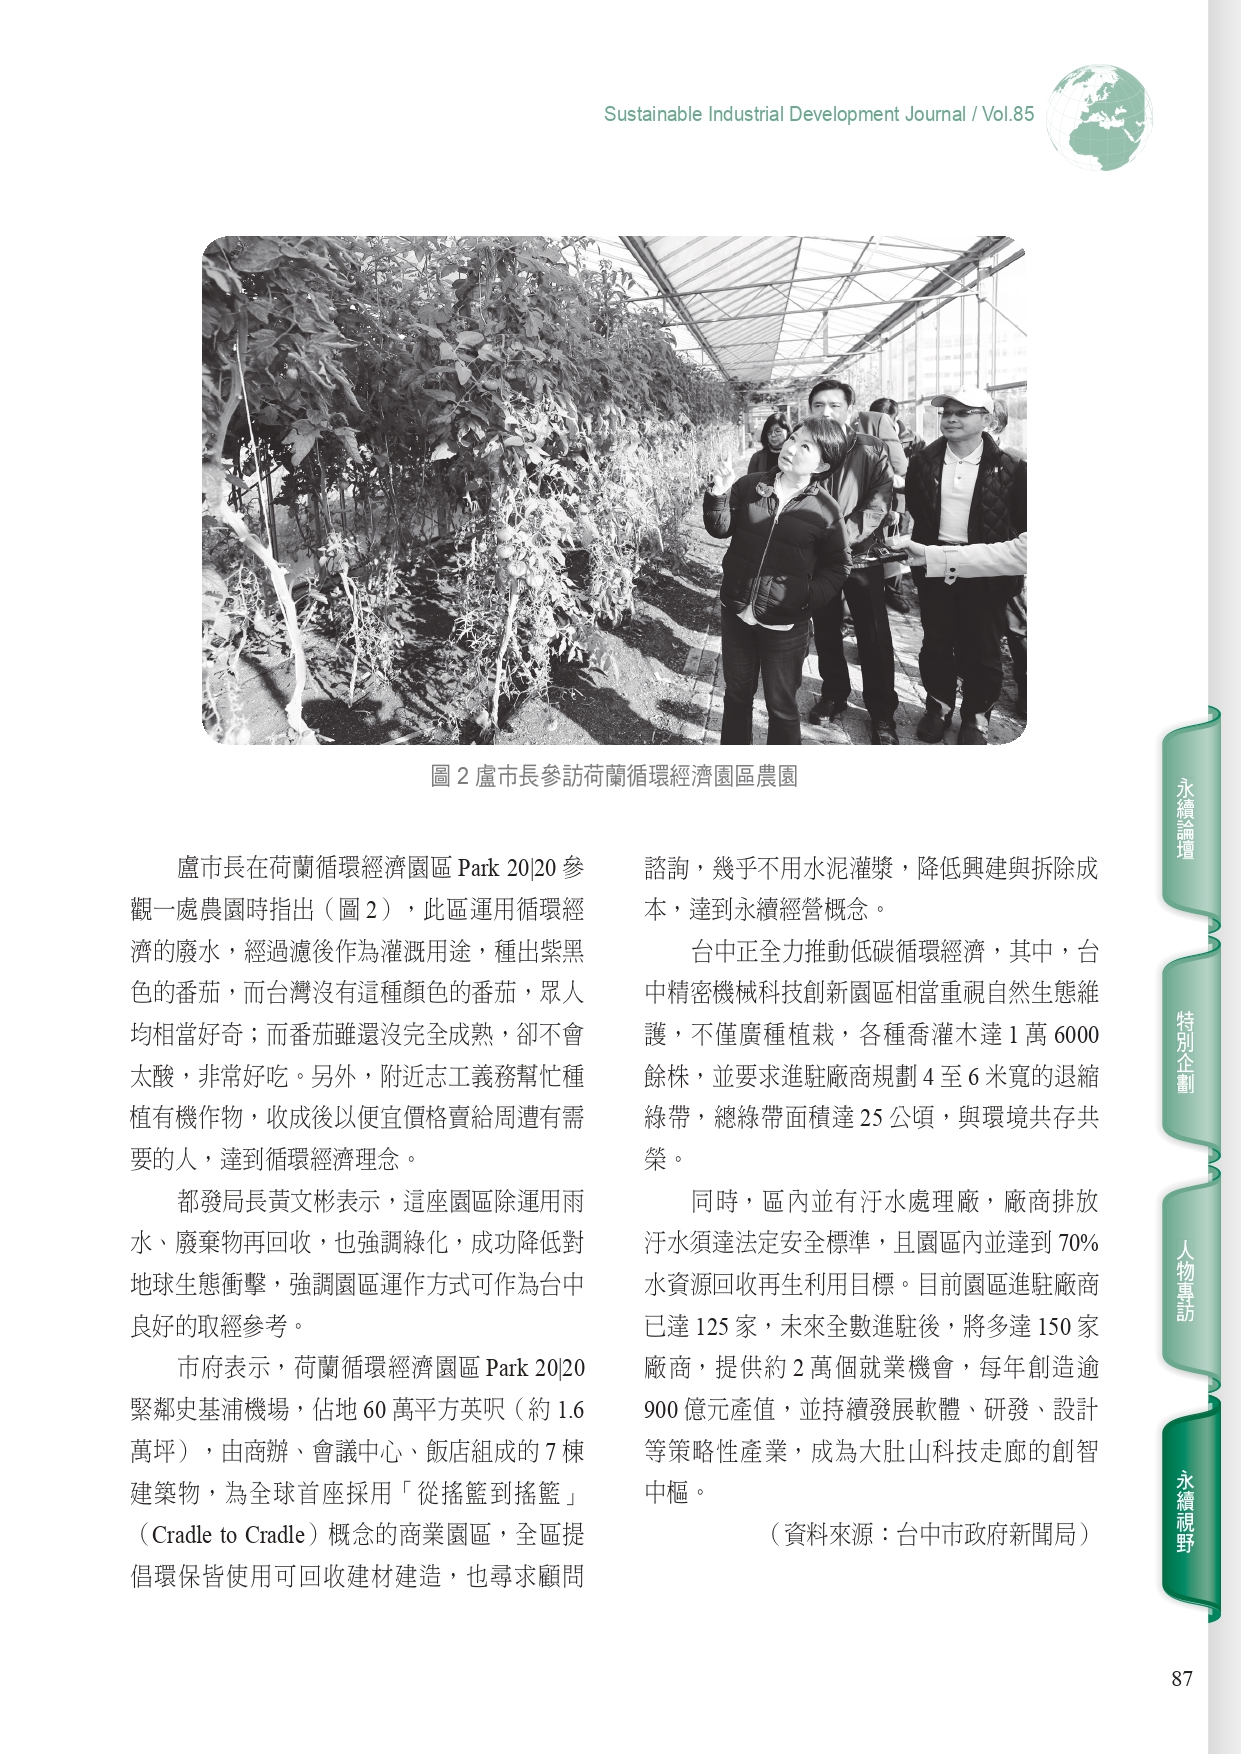 Sustainable Industrial Development Journal / Vol.85
圖 2 盧市長參訪荷蘭循環經濟園區農園
盧市長在荷蘭循環經濟園區 Park 20|20 參
觀一處農園時指出（圖 2），此區運用循環經
濟的廢水，經過濾後作為灌溉用途，種出紫黑
色的番茄，而台灣沒有這種顏色的番茄，眾人
均相當好奇；而番茄雖還沒完全成熟，卻不會
太酸，非常好吃。另外，附近志工義務幫忙種
植有機作物，收成後以便宜價格賣給周遭有需
要的人，達到循環經濟理念。
都發局長黃文彬表示，這座園區除運用雨
水、廢棄物再回收，也強調綠化，成功降低對
地球生態衝擊，強調園區運作方式可作為台中
良好的取經參考。
市府表示，荷蘭循環經濟園區 Park 20|20
緊鄰史基浦機場，佔地 60 萬平方英呎（約 1.6
萬坪），由商辦、會議中心、飯店組成的 7 棟
建築物，為全球首座採用「從搖籃到搖籃」
（Cradle to Cradle）概念的商業園區，全區提
倡環保皆使用可回收建材建造，也尋求顧問
諮詢，幾乎不用水泥灌漿，降低興建與拆除成
本，達到永續經營概念。
台中正全力推動低碳循環經濟，其中，台
中精密機械科技創新園區相當重視自然生態維
護，不僅廣種植栽，各種喬灌木達 1 萬 6000
餘株，並要求進駐廠商規劃 4 至 6 米寬的退縮
綠帶，總綠帶面積達 25 公頃，與環境共存共
榮。
同時，區內並有汙水處理廠，廠商排放
汙水須達法定安全標準，且園區內並達到 70%
水資源回收再生利用目標。目前園區進駐廠商
已達 125 家，未來全數進駐後，將多達 150 家
廠商，提供約 2 萬個就業機會，每年創造逾
900 億元產值，並持續發展軟體、研發、設計
等策略性產業，成為大肚山科技走廊的創智
中樞。
（資料來源：台中市政府新聞局）
永續論壇
特別企劃
人物專訪
永續視野
87